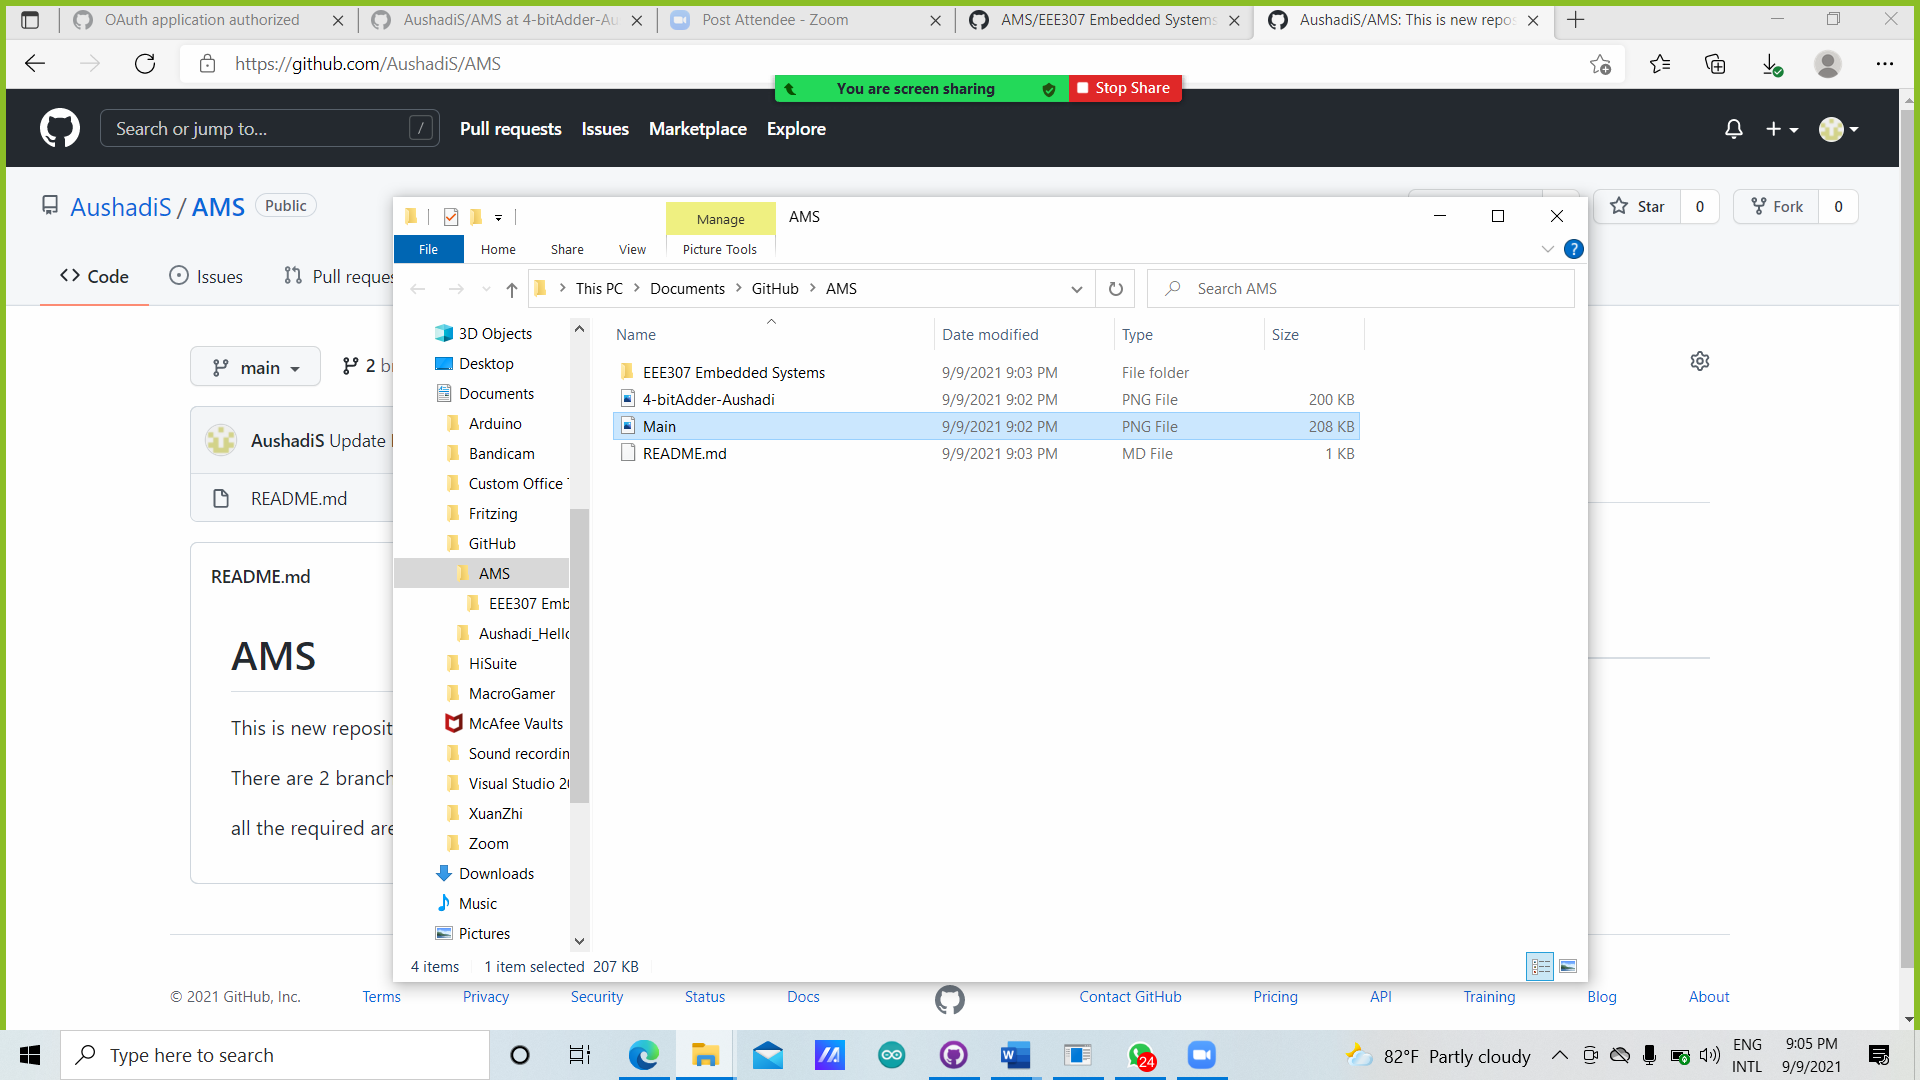 OAuth application authorized
AushadiS/AMS at 4-bitAdder-Au
Post Attendee - Zoom
AMS/EEE307 Embedded Systems
AushadiS/AMS: This is new repos
https://github.com/AushadiS/AMS
You are screen sharing
Stop Share
Search or jump to...
/
Pull requests
Issues
Marketplace
Explore
AushadiS / AMS
Public
Star
0
Fork
0
Code
Issues
Pull reques
main
2 br
AushadiS Update
README.md
README.md
AMS
This is new reposit
There are 2 branch
all the required are
Manage
AMS
File
Home
Share
View
Picture Tools
This PC
Documents
GitHub
AMS
Search AMS
3D Objects
Desktop
Documents
Arduino
Bandicam
Custom Office
Fritzing
GitHub
AMS
EEE307 Emb
Aushadi_Hello
HiSuite
MacroGamer
McAfee Vaults
Sound recordin
Visual Studio 20
XuanZhi
Zoom
Downloads
Music
Pictures
Name
Date modified
Type
Size
EEE307 Embedded Systems
9/9/2021 9:03 PM
File folder
4-bitAdder-Aushadi
9/9/2021 9:02 PM
PNG File
200 KB
Main
9/9/2021 9:02 PM
PNG File
208 KB
README.md
9/9/2021 9:03 PM
MD File
1 KB
4 items
1 item selected 207 KB
© 2021 GitHub, Inc.
Terms
Privacy
Security
Status
Docs
Contact GitHub
Pricing
API
Training
Blog
About
Type here to search
24
82°F Partly cloudy
ENG
INTL
9:05 PM
9/9/2021